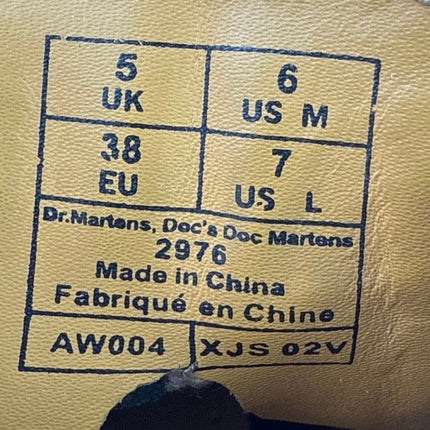 5 6
UK US M
38 7
EU US L
Dr.Martens, Doc's Doc Martens
2976
Made in China
Fabriqué en Chine
AW004 XJS 02V